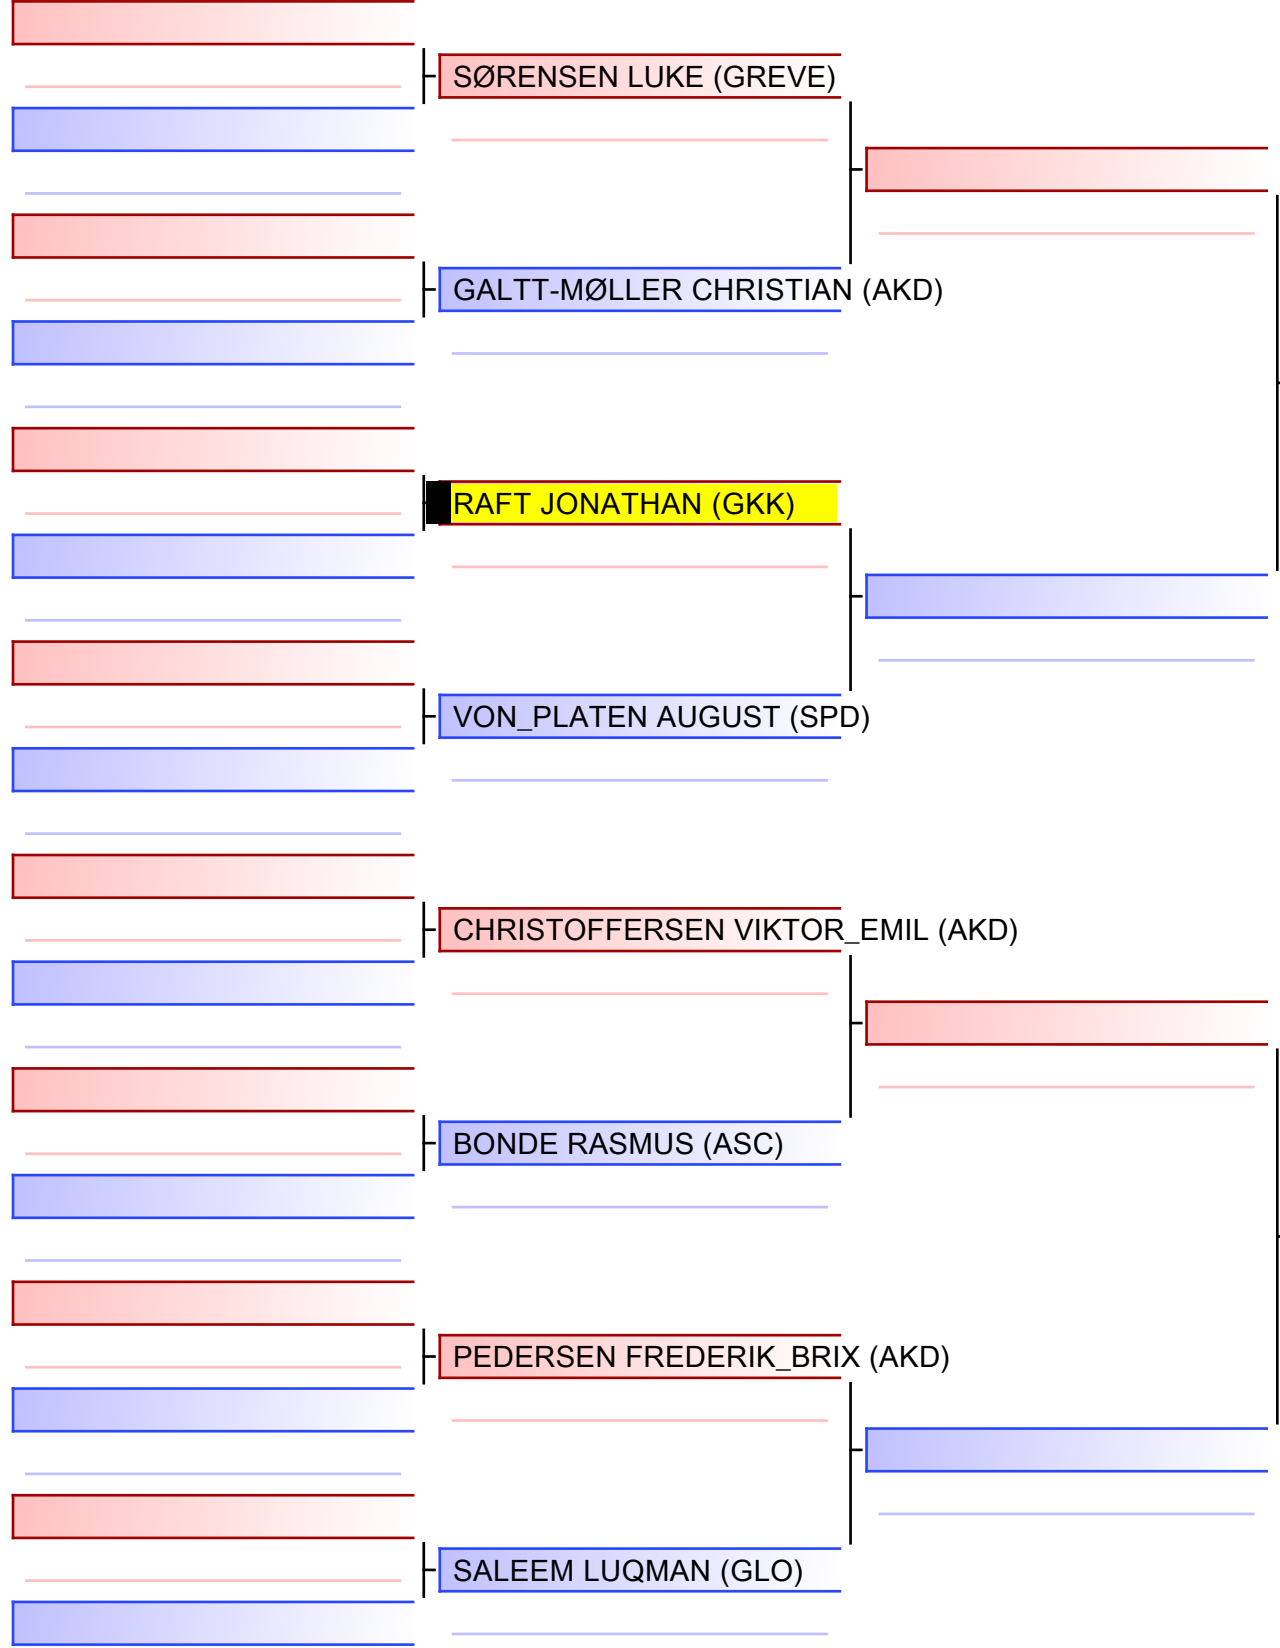 SØRENSEN LUKE (GREVE)
GALTT-MØLLER CHRISTIAN (AKD)
RAFT JONATHAN (GKK)
VON_PLATEN AUGUST (SPD)
CHRISTOFFERSEN VIKTOR_EMIL (AKD)
BONDE RASMUS (ASC)
PEDERSEN FREDERIK_BRIX (AKD)
SALEEM LUQMAN (GLO)